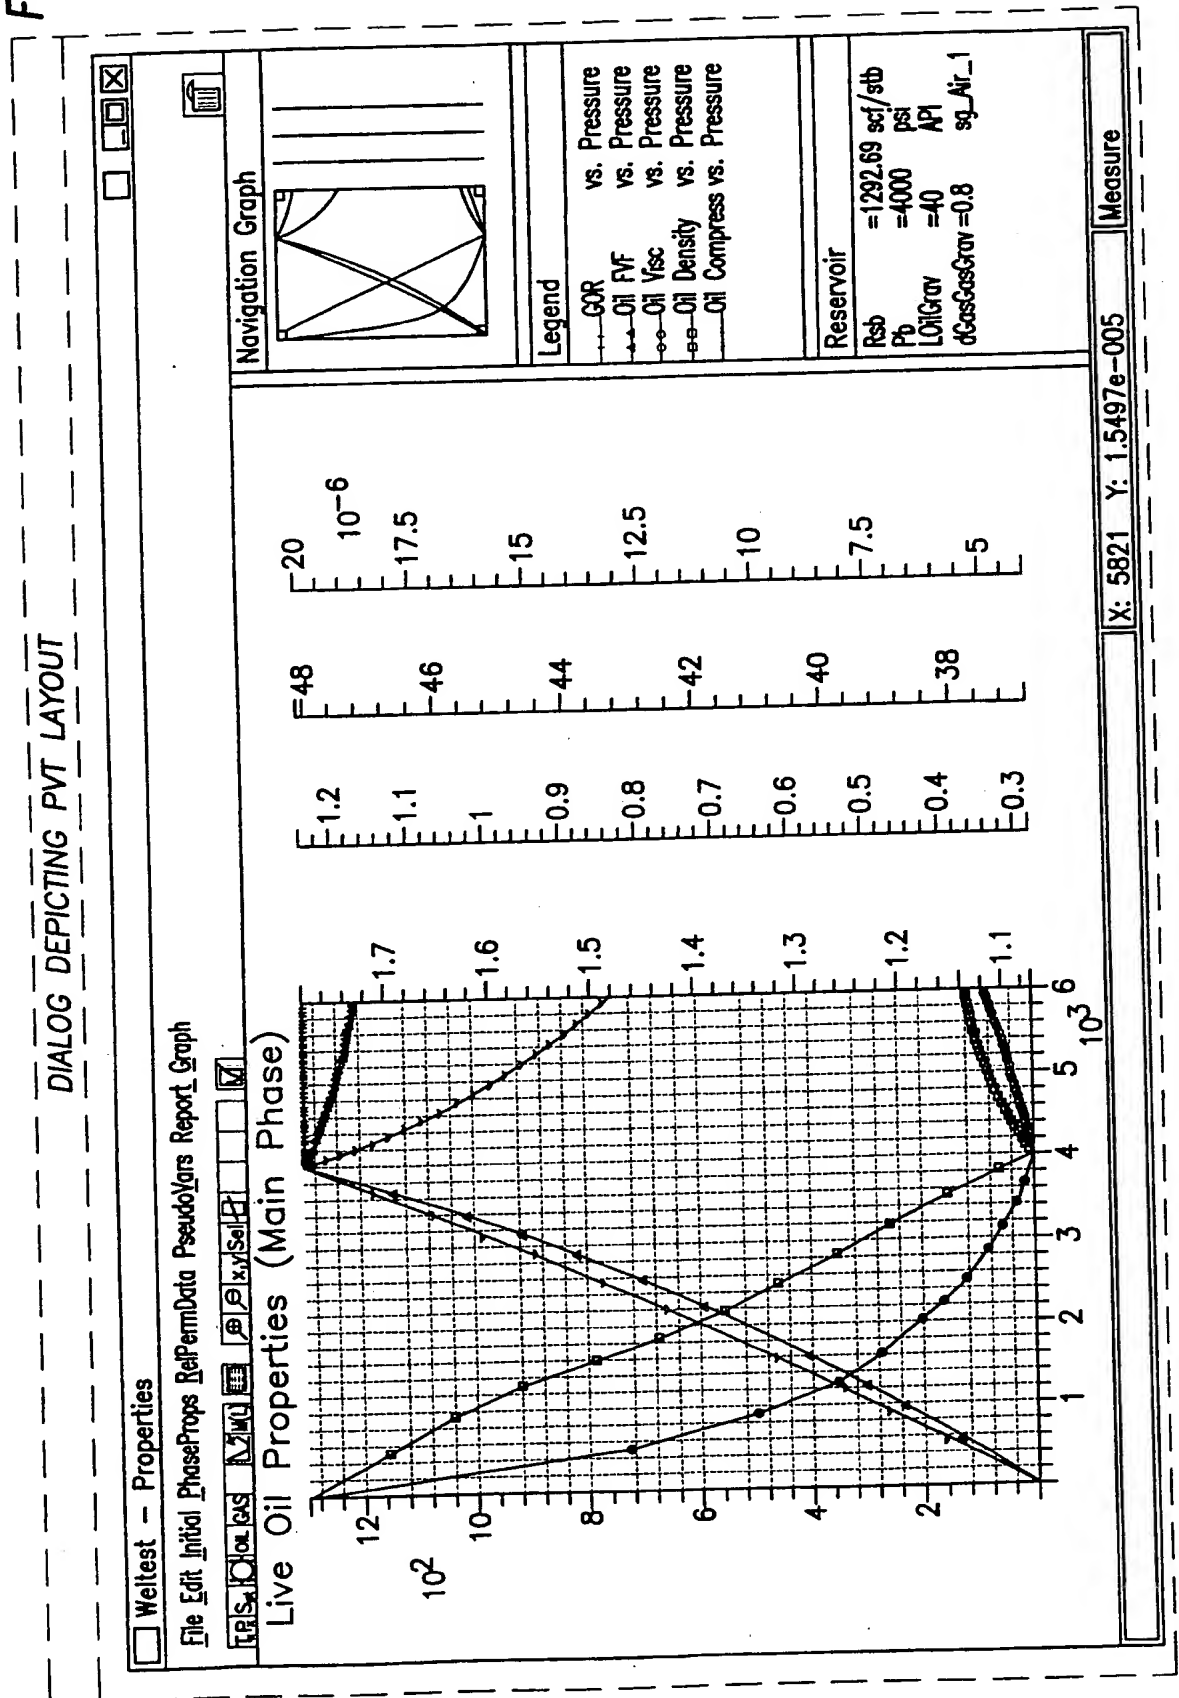 F
DIALOG DEPICTING PVT LAYOUT
Weltest - Properties
File Edit Initial PhaseProps RelPermData PseudoVars Report Graph
OIL GAS
x,y Sel
Live Oil Properties (Main Phase)
12
10
8
6
4
2
10²
1
2
3
4
5
6
10³
1.7
1.6
1.5
1.4
1.3
1.2
1.1
1.2
1.1
1
0.9
0.8
0.7
0.6
0.5
0.4
0.3
48
46
44
42
40
38
20
10-6
17.5
15
12.5
10
7.5
5
Navigation Graph
Legend
GOR vs. Pressure
Oil FVF vs. Pressure
Oil Visc vs. Pressure
Oil Density vs. Pressure
Oil Compress vs. Pressure
Reservoir
Rsb =1292.69 scf/stb
Pb =4000 psi
LOilGrav =40 API
dGasGasGrav =0.8 sg_Air_1
X: 5821 Y: 1.5497e-005
Measure